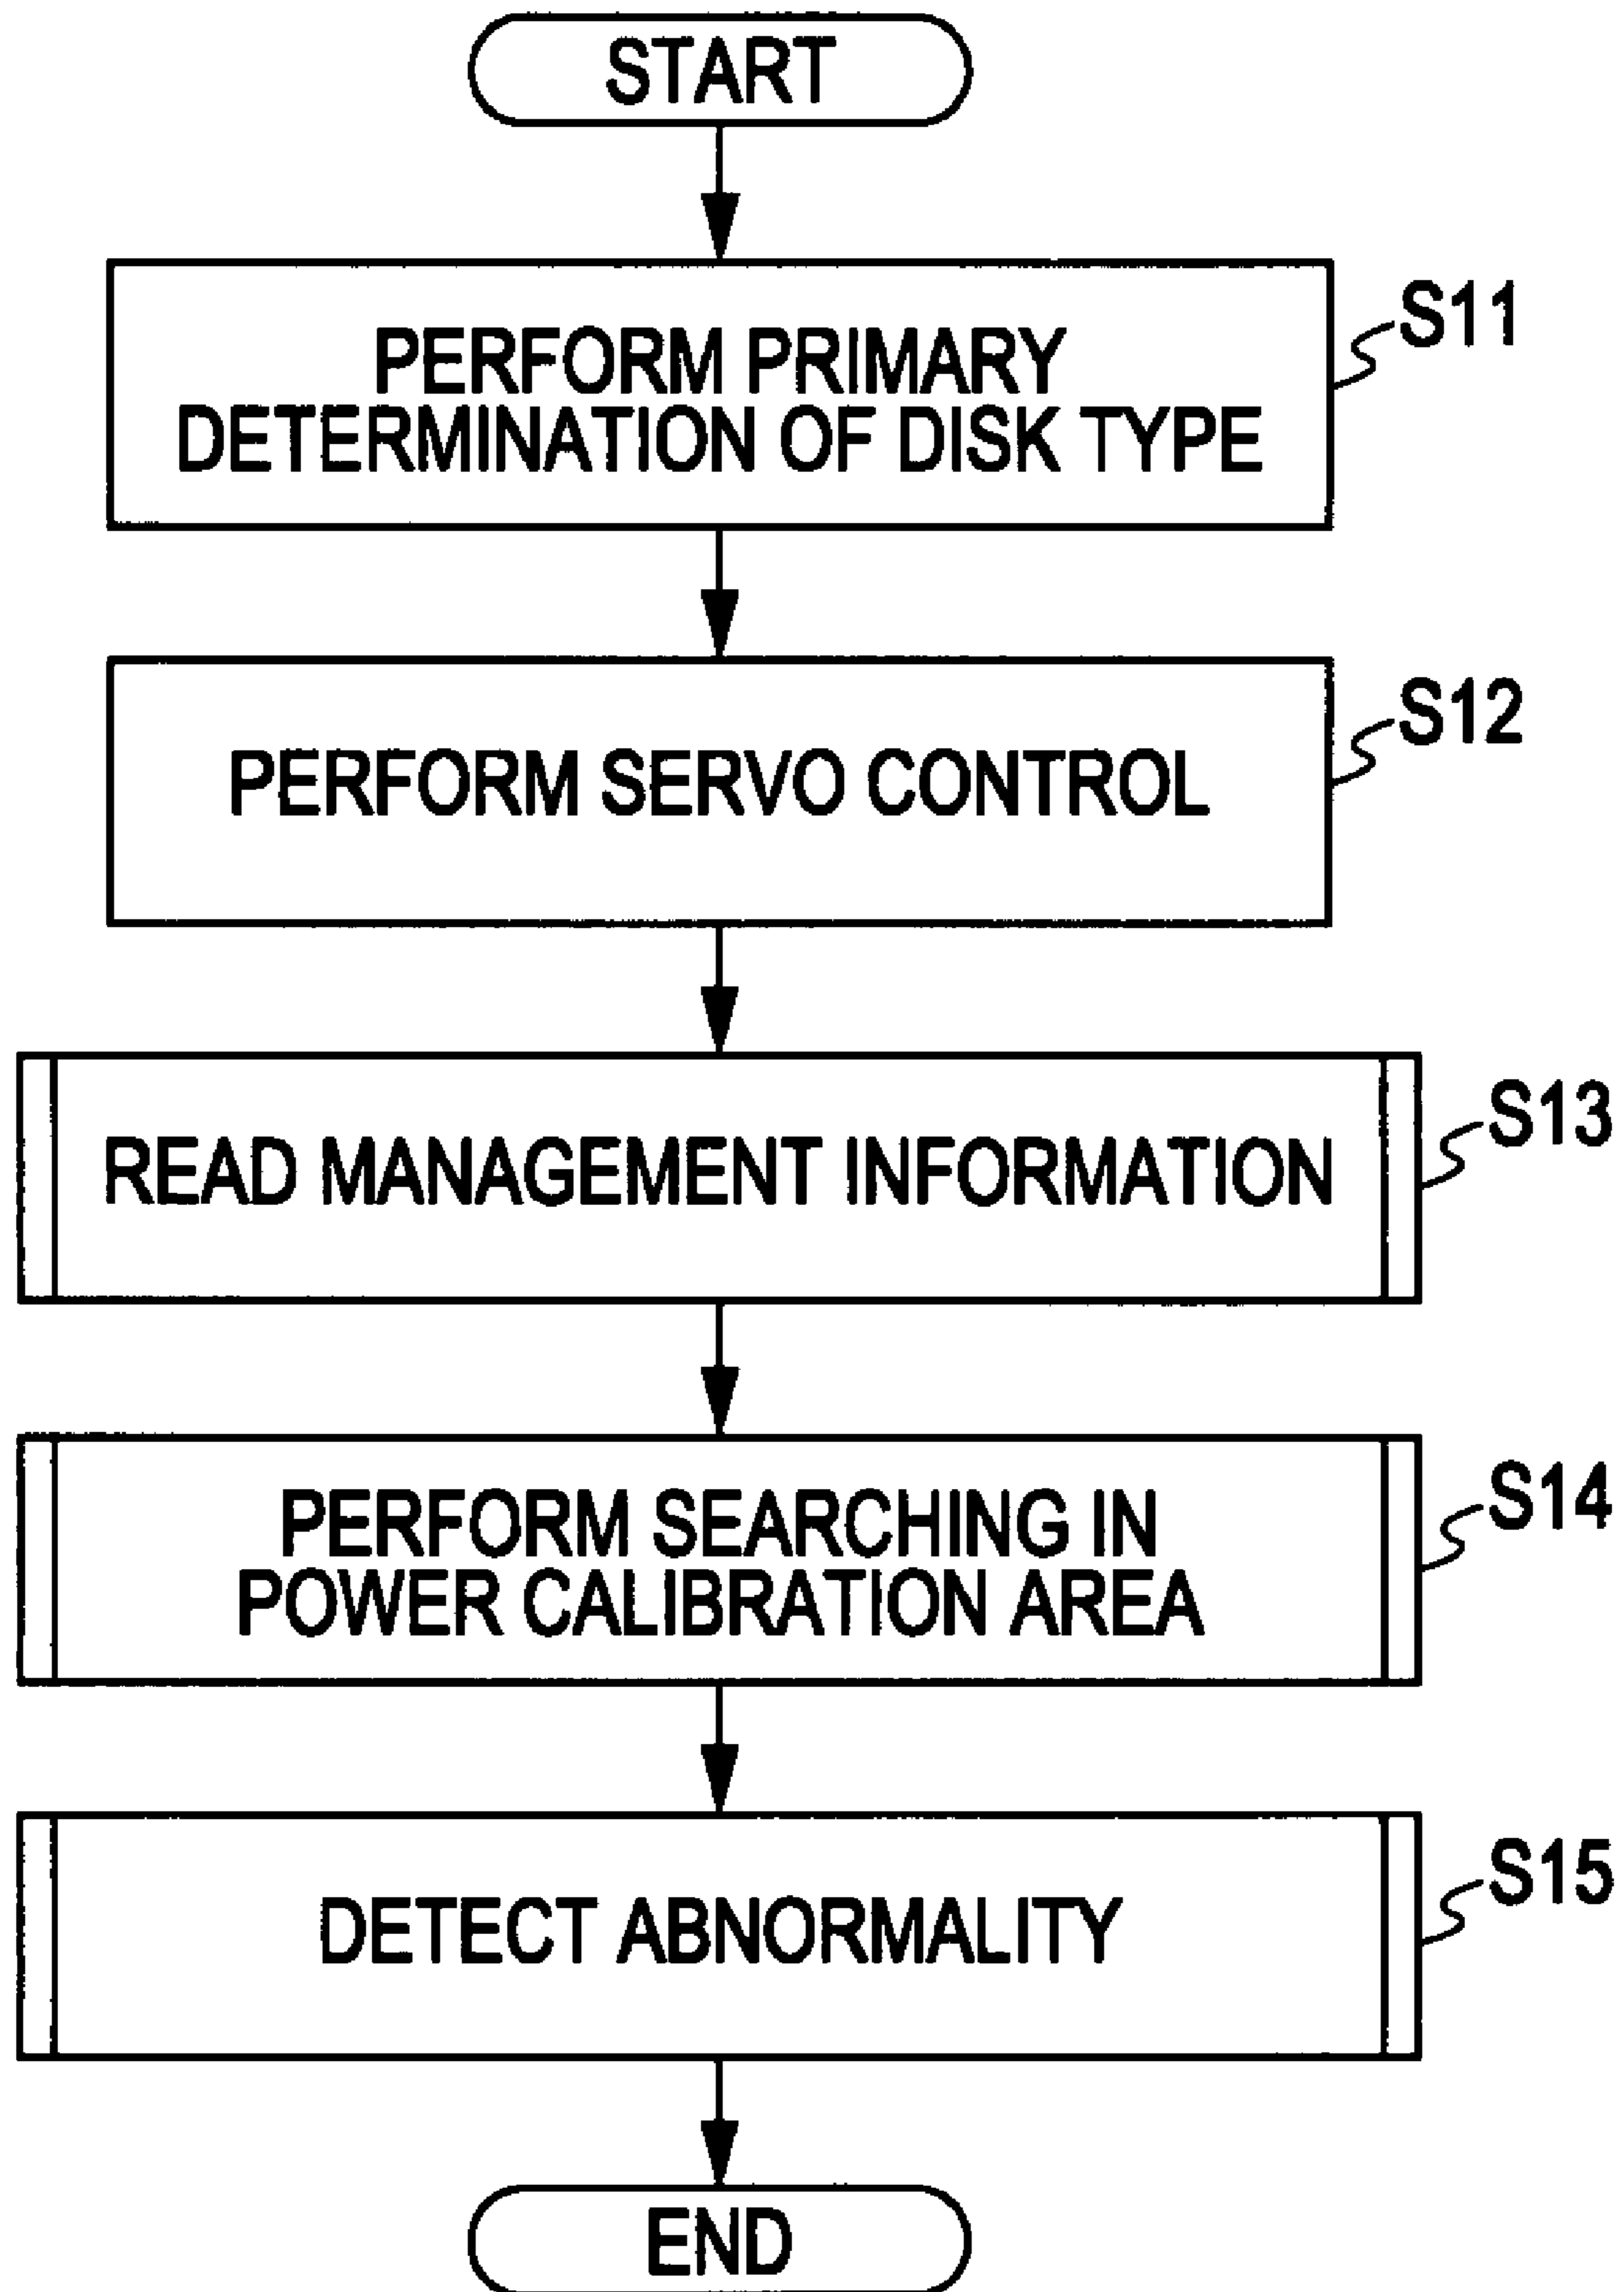 START
PERFORM PRIMARY
DETERMINATION OF DISK TYPE
S11
PERFORM SERVO CONTROL
S12
READ MANAGEMENT INFORMATION
S13
PERFORM SEARCHING IN
POWER CALIBRATION AREA
S14
DETECT ABNORMALITY
S15
END